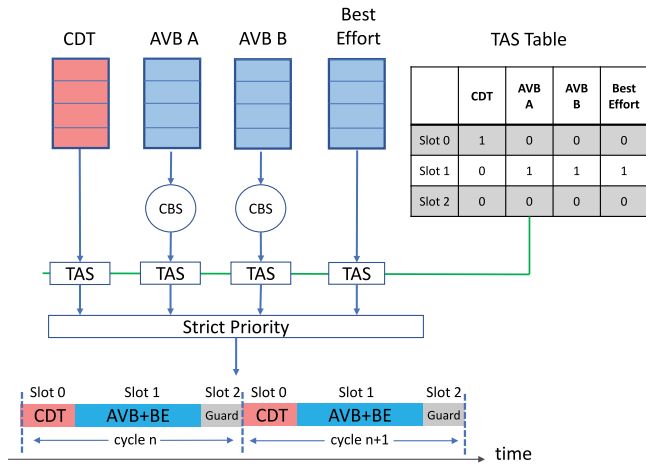 CDT
AVB A
AVB B
Best
Effort
TAS Table
CDT
AVB
A
AVB
B
Best
Effort
Slot 0 1 0 0 0
Slot 1 0 1 1 1
Slot 2 0 0 0 0
CBS
CBS
TAS
TAS
TAS
TAS
Strict Priority
Slot 0 Slot 1 Slot 2 Slot 0 Slot 1 Slot 2
CDT AVB+BE Guard CDT AVB+BE Guard
cycle n cycle n+1
time